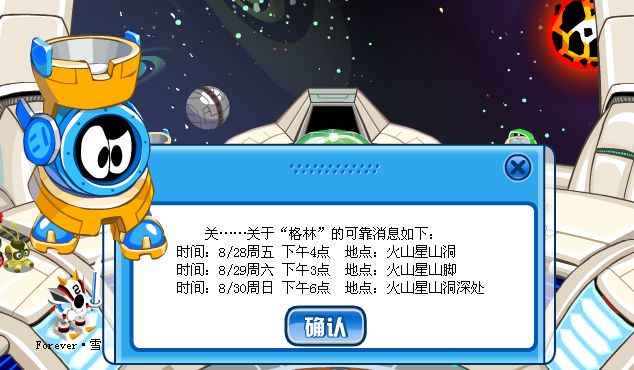 关……关于“格林”的可靠消息如下：
时间：8/28周五 下午4点 地点：火山星山洞
时间：8/29周六 下午3点 地点：火山星山脚
时间：8/30周日 下午6点 地点：火山星山洞深处
确认
Forever·雪